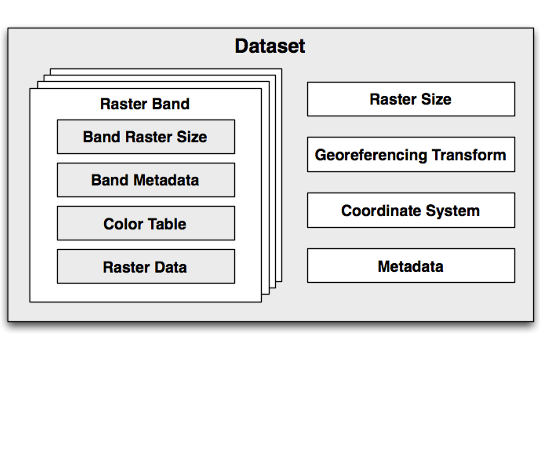 Dataset
Raster Band
Band Raster Size
Band Metadata
Color Table
Raster Data
Raster Size
Georeferencing Transform
Coordinate System
Metadata